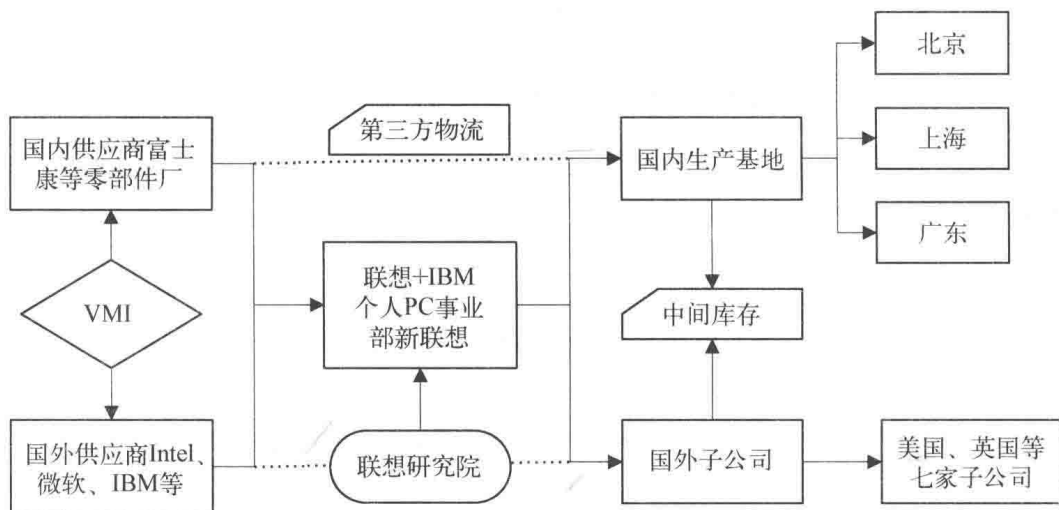 北京
第三方物流
国内供应商富士
康等零部件厂
国内生产基地
上海
广东
VMI
联想+IBM
个人PC事业
部新联想
中间库存
国外供应商Intel、
微软、IBM等
联想研究院
国外子公司
美国、英国等
七家子公司